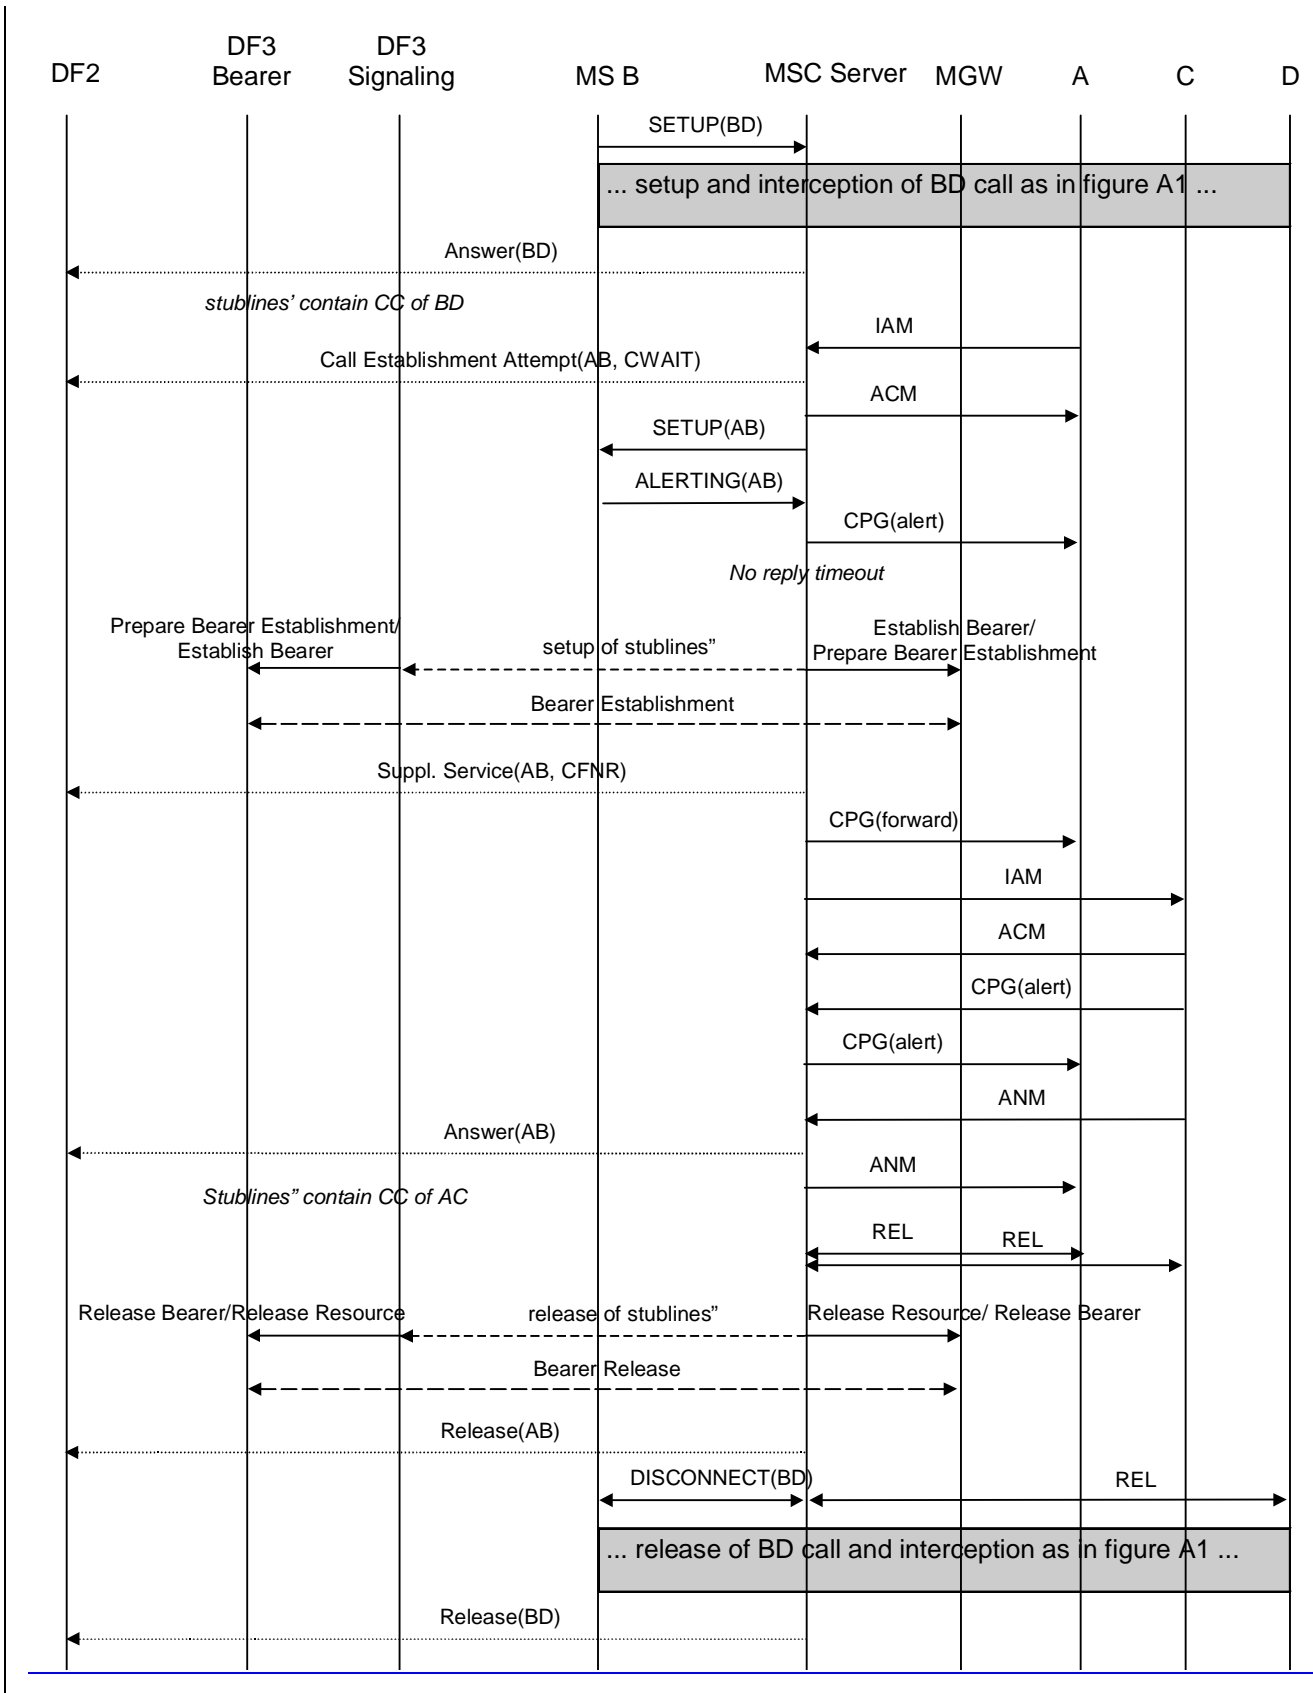 DF2
DF3
Bearer
DF3
Signaling
MS B
MSC Server
MGW
A
C
D
SETUP(BD)
... setup and interception of BD call as in figure A1 ...
Answer(BD)
stublines’ contain CC of BD
IAM
Call Establishment Attempt(AB, CWAIT)
ACM
SETUP(AB)
ALERTING(AB)
CPG(alert)
No reply timeout
Prepare Bearer Establishment/
Establish Bearer
setup of stublines”
Establish Bearer/
Prepare Bearer Establishment
Bearer Establishment
Suppl. Service(AB, CFNR)
CPG(forward)
IAM
ACM
CPG(alert)
CPG(alert)
ANM
Answer(AB)
ANM
Stublines” contain CC of AC
REL
REL
Release Bearer/Release Resource
release of stublines”
Release Resource/ Release Bearer
Bearer Release
Release(AB)
DISCONNECT(BD)
REL
... release of BD call and interception as in figure A1 ...
Release(BD)